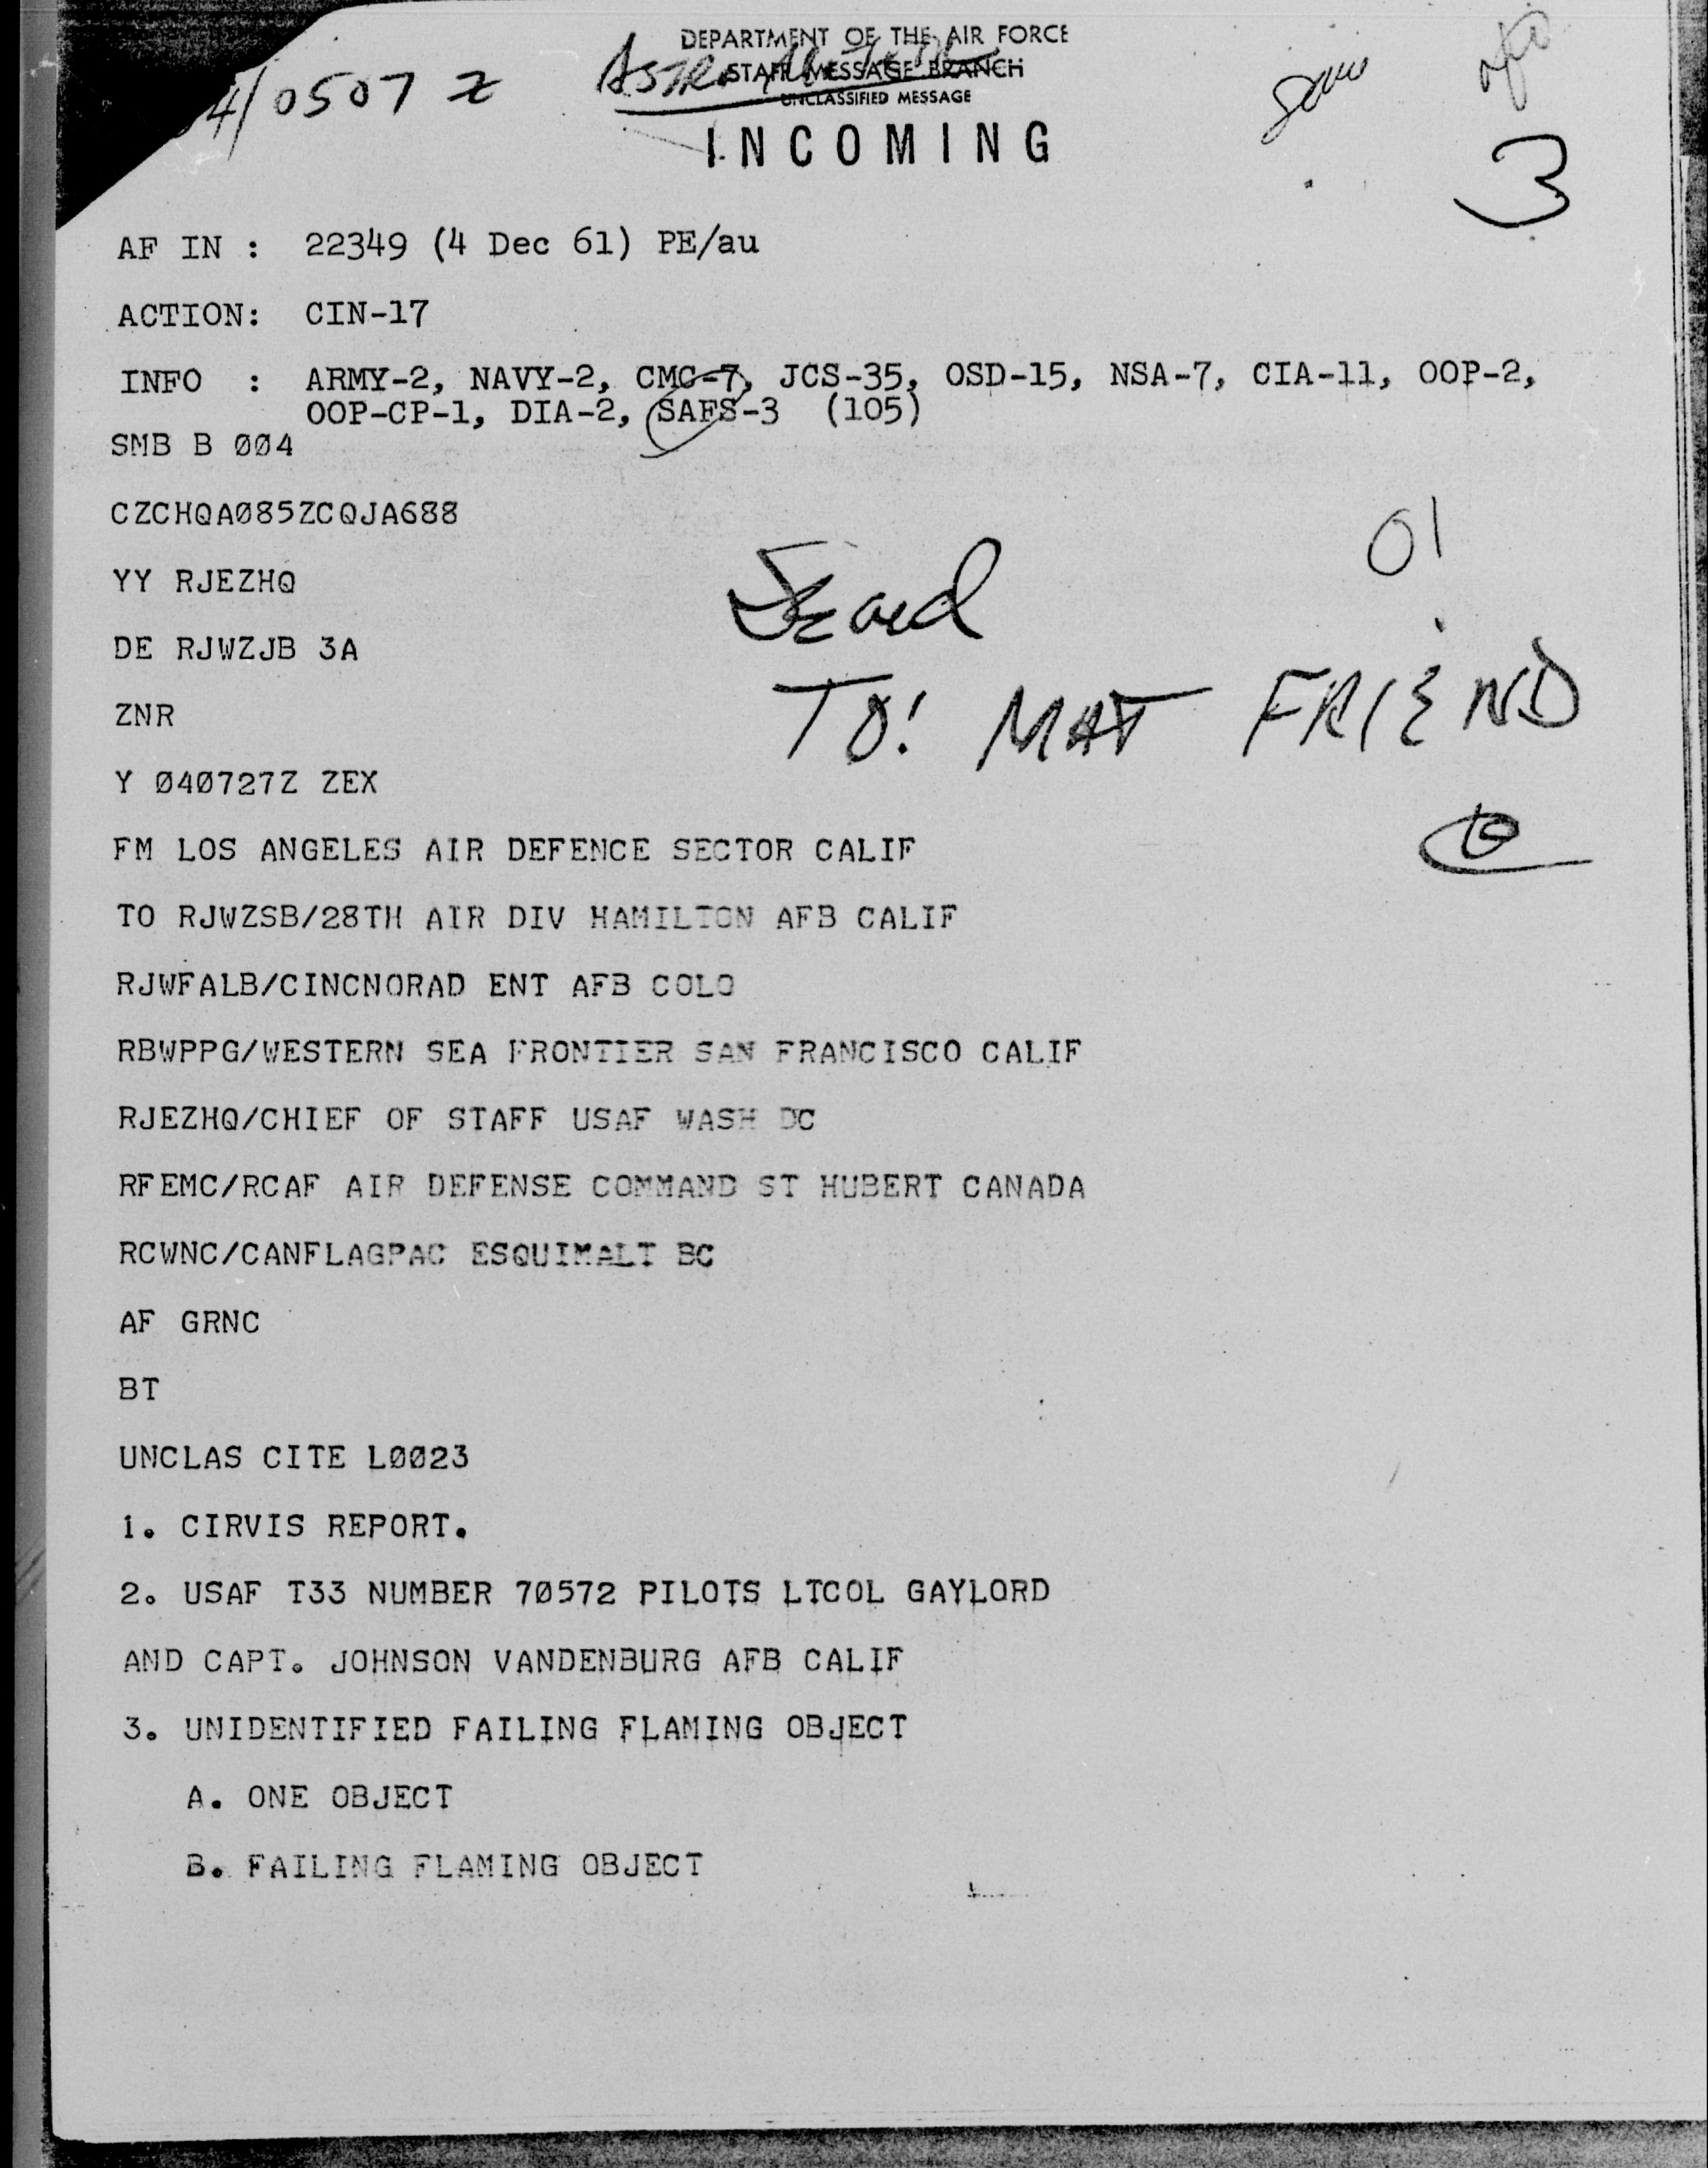 DEPARTMENT OF THE AIR FORCE
STAFF MESSAGE BRANCH
UNCLASSIFIED MESSAGE
INCOMING
4/0507 Z
3
AF IN : 22349 (4 Dec 61) PE/au
ACTION: CIN-17
INFO : ARMY-2, NAVY-2, CMC-7, JCS-35, OSD-15, NSA-7, CIA-11, OOP-2,
OOP-CP-1, DIA-2, SAFS-3 (105)
SMB B 004
CZCHQA085ZCQJA688
YY RJEZHQ
DE RJWZJB 3A
ZNR
TO! MAT FRIEND
Y 040727Z ZEX
FM LOS ANGELES AIR DEFENCE SECTOR CALIF
TO RJWZSB/28TH AIR DIV HAMILTON AFB CALIF
RJWFALB/CINCNORAD ENT AFB COLO
RBWPPG/WESTERN SEA FRONTIER SAN FRANCISCO CALIF
RJEZHQ/CHIEF OF STAFF USAF WASH DC
RFEMC/RCAF AIR DEFENSE COMMAND ST HUBERT CANADA
RCWNC/CANFLAGPAC ESQUIMALT BC
AF GRNC
BT
UNCLAS CITE L0023
1. CIRVIS REPORT.
2. USAF T33 NUMBER 70572 PILOTS LTCOL GAYLORD
AND CAPT. JOHNSON VANDENBURG AFB CALIF
3. UNIDENTIFIED FAILING FLAMING OBJECT
A. ONE OBJECT
B. FAILING FLAMING OBJECT